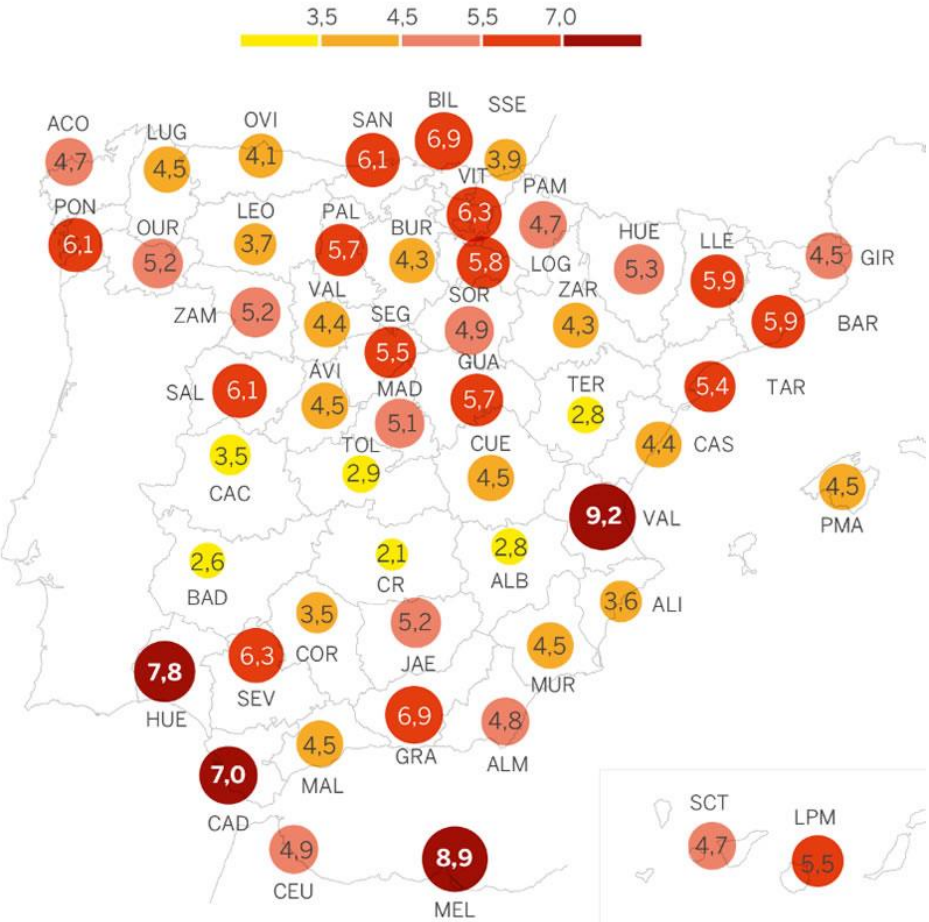 3,5 4,5 5,5 7,0
ACO
4,7
LUG
4,5
OVI
4,1
SAN
6,1
BIL
6,9
SSE
3,9
PON
6,1
OUR
5,2
LEO
3,7
PAL
5,7
BUR
4,3
VIT
6,3
PAM
4,7
5,8
LOG
HUE
5,3
LLE
5,9
4,5 GIR
ZAM 5,2
VAL
4,4
SEG
5,5
SOR
4,9
ZAR
4,3
5,9 BAR
SAL 6,1
ÁVI
4,5
MAD
5,1
GUA
5,7
TER
2,8
5,4 TAR
3,5
CAC
TOL
2,9
CUE
4,5
4,4 CAS
9,2 VAL
4,5
PMA
2,6
BAD
2,1
CR
2,8
ALB
3,6 ALI
3,5
COR
5,2
JAE
4,5
MUR
7,8
HUE
6,3
SEV
6,9
GRA
4,8
ALM
7,0
CAD
4,5
MAL
4,9
CEU
8,9
MEL
SCT
4,7
LPM
5,5